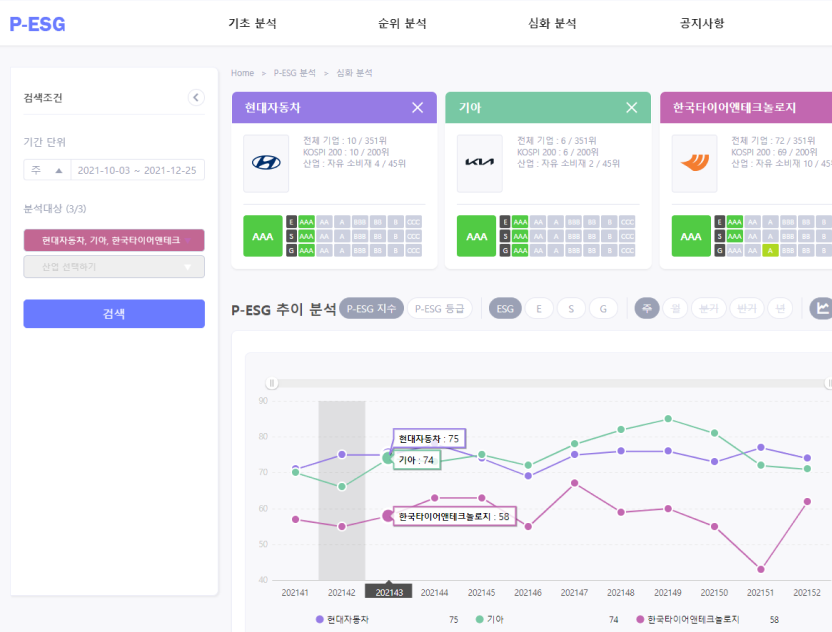 P-ESG
기초 분석
순위 분석
심화 분석
공지사항
검색조건
기간 단위
주 ▲ 2021-10-03 ~ 2021-12-25
분석대상 (3/3)
현대자동차, 기아, 한국타이어앤테크
산업 선택하기
검색
Home > P-ESG 분석 > 심화 분석
현대자동차
전체 기업 : 10 / 351위
KOSPI 200 : 10 / 200위
산업 : 자유 소비재 4 / 45위
AAA
E AAA AA A BBB BB B CCC
S AAA AA A BBB BB B CCC
G AAA AA A BBB BB B CCC
기아
KIA
전체 기업 : 6 / 351위
KOSPI 200 : 6 / 200위
산업 : 자유 소비재 2 / 45위
AAA
E AAA AA A BBB BB B CCC
S AAA AA A BBB BB B CCC
G AAA AA A BBB BB B CCC
한국타이어앤테크놀로지
전체 기업 : 72 / 351위
KOSPI 200 : 69 / 200위
산업 : 자유 소비재 10 / 45
AAA
E AAA AA A BBB BB B
S AAA AA A BBB BB B
G AAA AA A BBB BB B
P-ESG 추이 분석
P-ESG 지수
P-ESG 등급
ESG
E
S
G
주
월
분기
반기
년
90
80
70
60
50
40
현대자동차 : 75
기아 : 74
한국타이어앤테크놀로지 : 58
202141 202142 202143 202144 202145 202146 202147 202148 202149 202150 202151 202152
현대자동차 75 기아 74 한국타이어앤테크놀로지 58